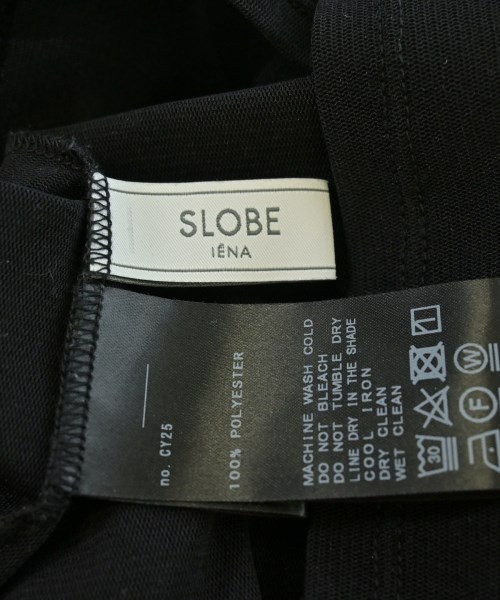 SLOBE
IÉNA
no. CY25
100% POLYESTER
MACHINE WASH COLD
DO NOT BLEACH
DO NOT TUMBLE DRY
LINE DRY IN THE SHADE
COOL IRON
DRY CLEAN
WET CLEAN
30
W